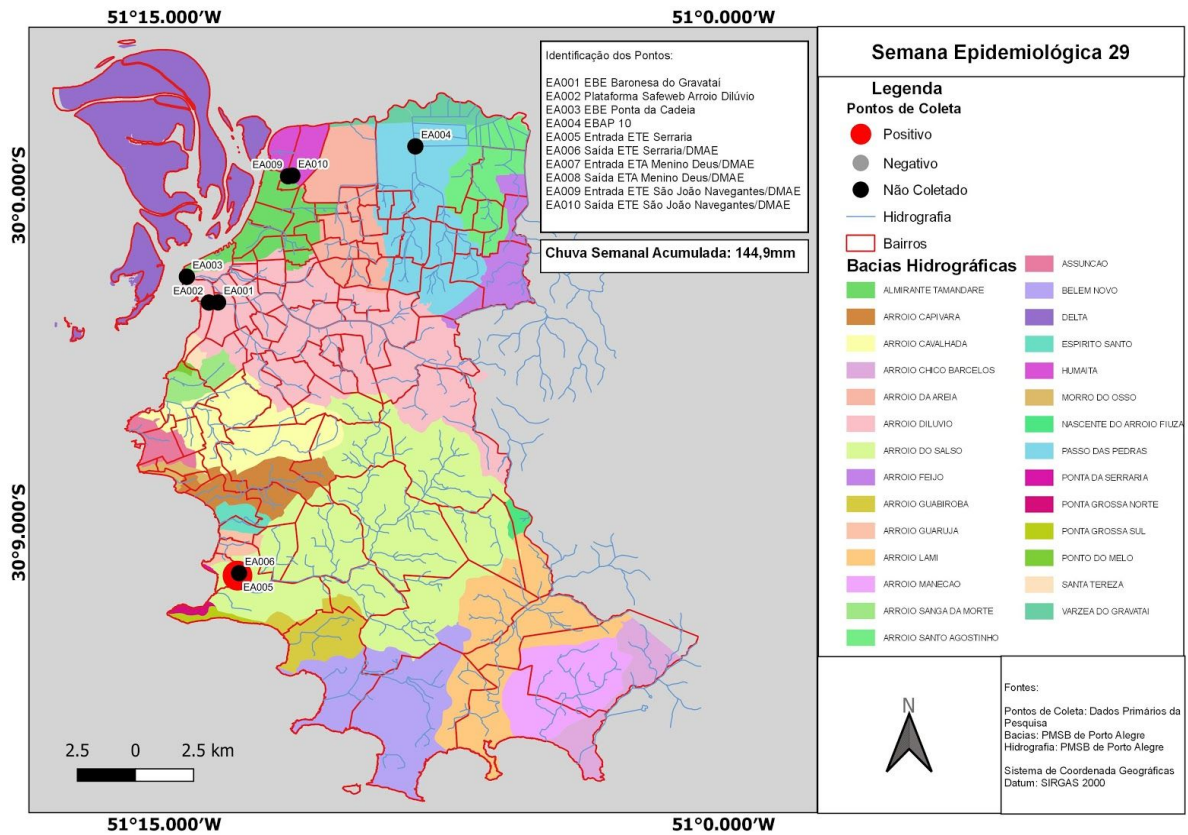 51°15.000′W
51°0.000′W
30°0.000′S
30°9.000′S
51°15.000′W
51°0.000′W
Identificação dos Pontos:
EA001 EBE Baronesa do Gravataí
EA002 Plataforma Safeweb Arroio Dilúvio
EA003 EBE Ponta da Cadeia
EA004 EBAP 10
EA005 Entrada ETE Serraria
EA006 Saída ETE Serraria/DMAE
EA007 Entrada ETA Menino Deus/DMAE
EA008 Saída ETA Menino Deus/DMAE
EA009 Entrada ETE São João Navegantes/DMAE
EA010 Saída ETE São João Navegantes/DMAE
Chuva Semanal Acumulada: 144,9mm
EA004
EA009
EA010
EA003
EA002
EA001
EA006
EA005
2.5 0 2.5 km
Semana Epidemiológica 29
Legenda
Pontos de Coleta
Positivo
Negativo
Não Coletado
Hidrografia
Bairros
Bacias Hidrográficas
ALMIRANTE TAMANDARE
ARROIO CAPIVARA
ARROIO CAVALHADA
ARROIO CHICO BARCELOS
ARROIO DA AREIA
ARROIO DILUVIO
ARROIO DO SALSO
ARROIO FEIJO
ARROIO GUABIROBA
ARROIO GUARUJA
ARROIO LAMI
ARROIO MANECAO
ARROIO SANGA DA MORTE
ARROIO SANTO AGOSTINHO
ASSUNCAO
BELEM NOVO
DELTA
ESPIRITO SANTO
HUMAITA
MORRO DO OSSO
NASCENTE DO ARROIO FIUZA
PASSO DAS PEDRAS
PONTA DA SERRARIA
PONTA GROSSA NORTE
PONTA GROSSA SUL
PONTO DO MELO
SANTA TEREZA
VARZEA DO GRAVATAI
N
Fontes:
Pontos de Coleta: Dados Primários da
Pesquisa
Bacias: PMSB de Porto Alegre
Hidrografia: PMSB de Porto Alegre
Sistema de Coordenada Geográficas
Datum: SIRGAS 2000